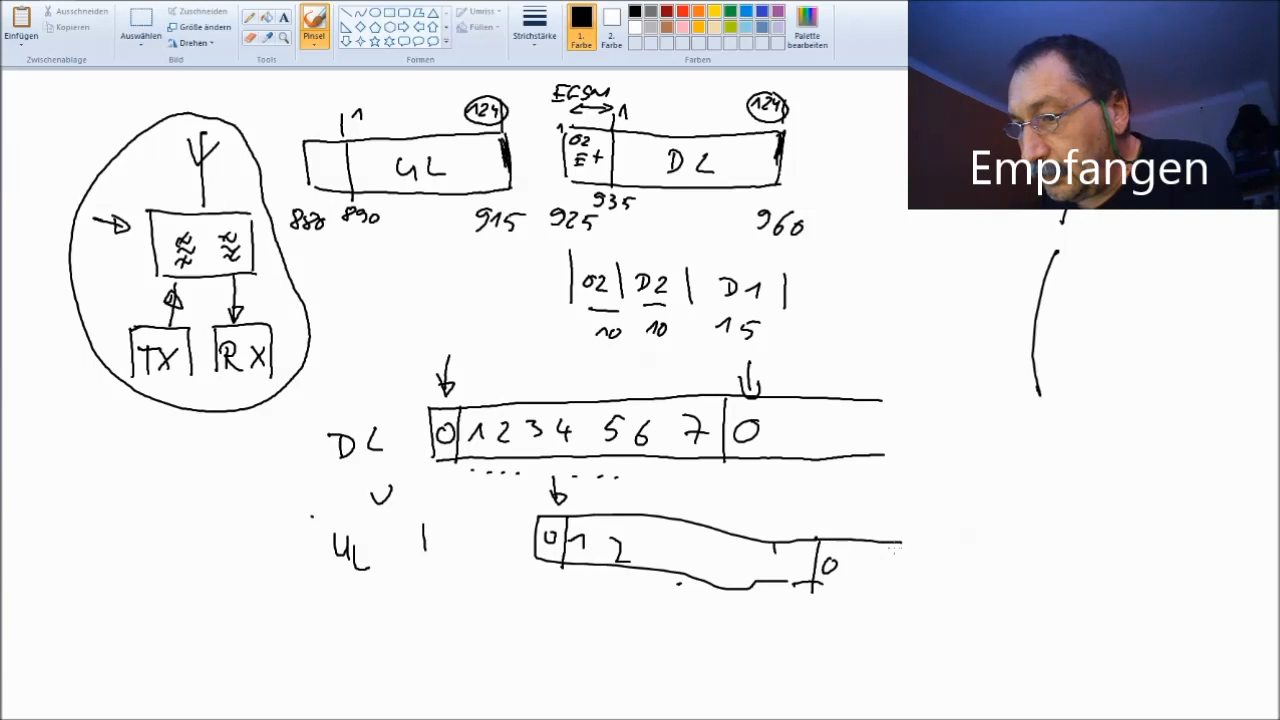 Einfügen
Ausschneiden
Kopieren
Zwischenablage
Auswählen
Zuschneiden
Größe ändern
Drehen
Bild
A
Tools
Pinsel
Umriss
Füllen
Formen
Strichstärke
1. Farbe
2. Farbe
Palette bearbeiten
Farben
Empfangen
EGSM
1 124 1 1 124
UL
O2
E+
DL
880 890 915 925 935 960
O2 D2 D1
10 10 15
TX RX
DL 0 1 2 3 4 5 6 7 0
UL 0 1 2 0